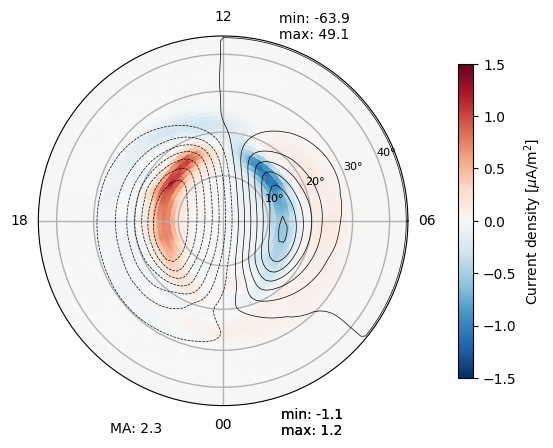 12
min: -63.9
max: 49.1
1.5
1.0
0.5
0.0
−0.5
−1.0
−1.5
Current density [μA/m²]
40°
30°
20°
10°
18
06
00
MA: 2.3
min: -1.1
max: 1.2